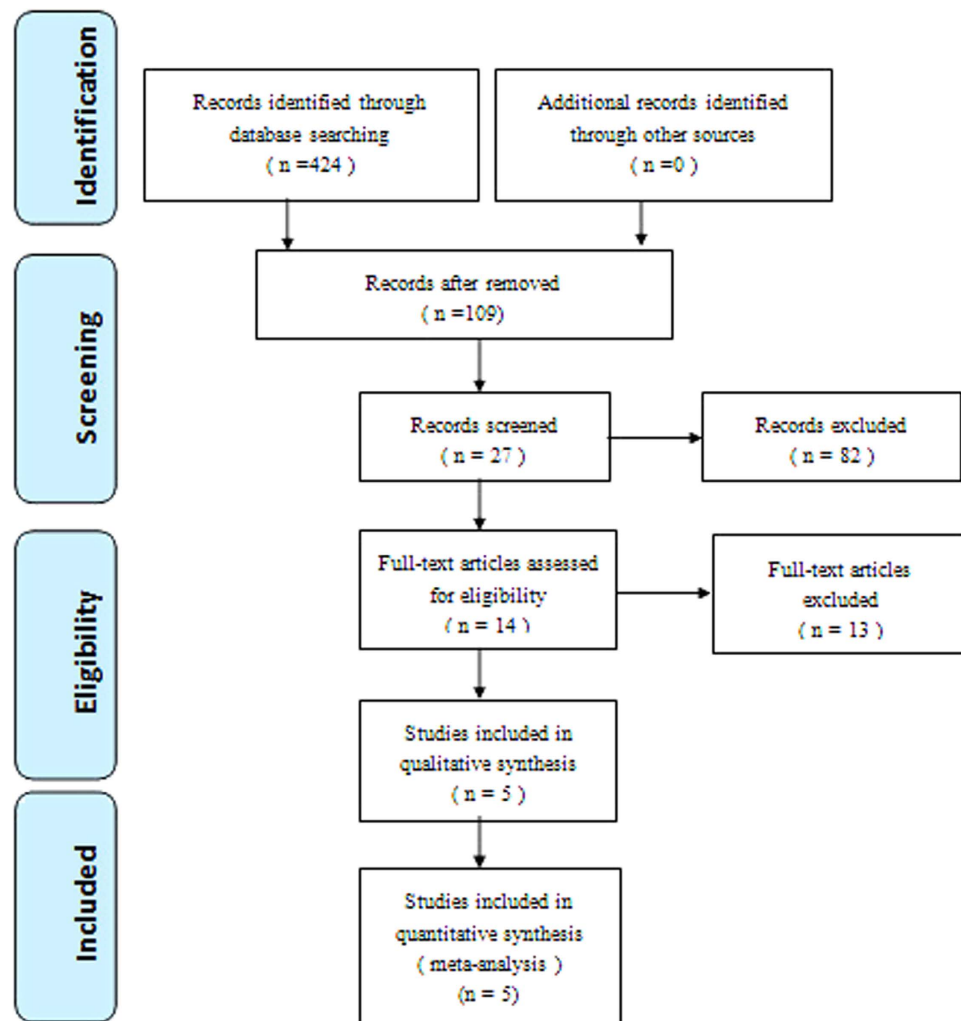 Identification
Records identified through
database searching
( n =424 )
Additional records identified
through other sources
( n =0 )
Screening
Records after removed
( n =109)
Records screened
( n = 27 )
Records excluded
( n = 82 )
Eligibility
Full-text articles assessed
for eligibility
( n = 14 )
Full-text articles
excluded
( n = 13 )
Studies included in
qualitative synthesis
( n = 5 )
Included
Studies included in
quantitative synthesis
( meta-analysis )
(n = 5)